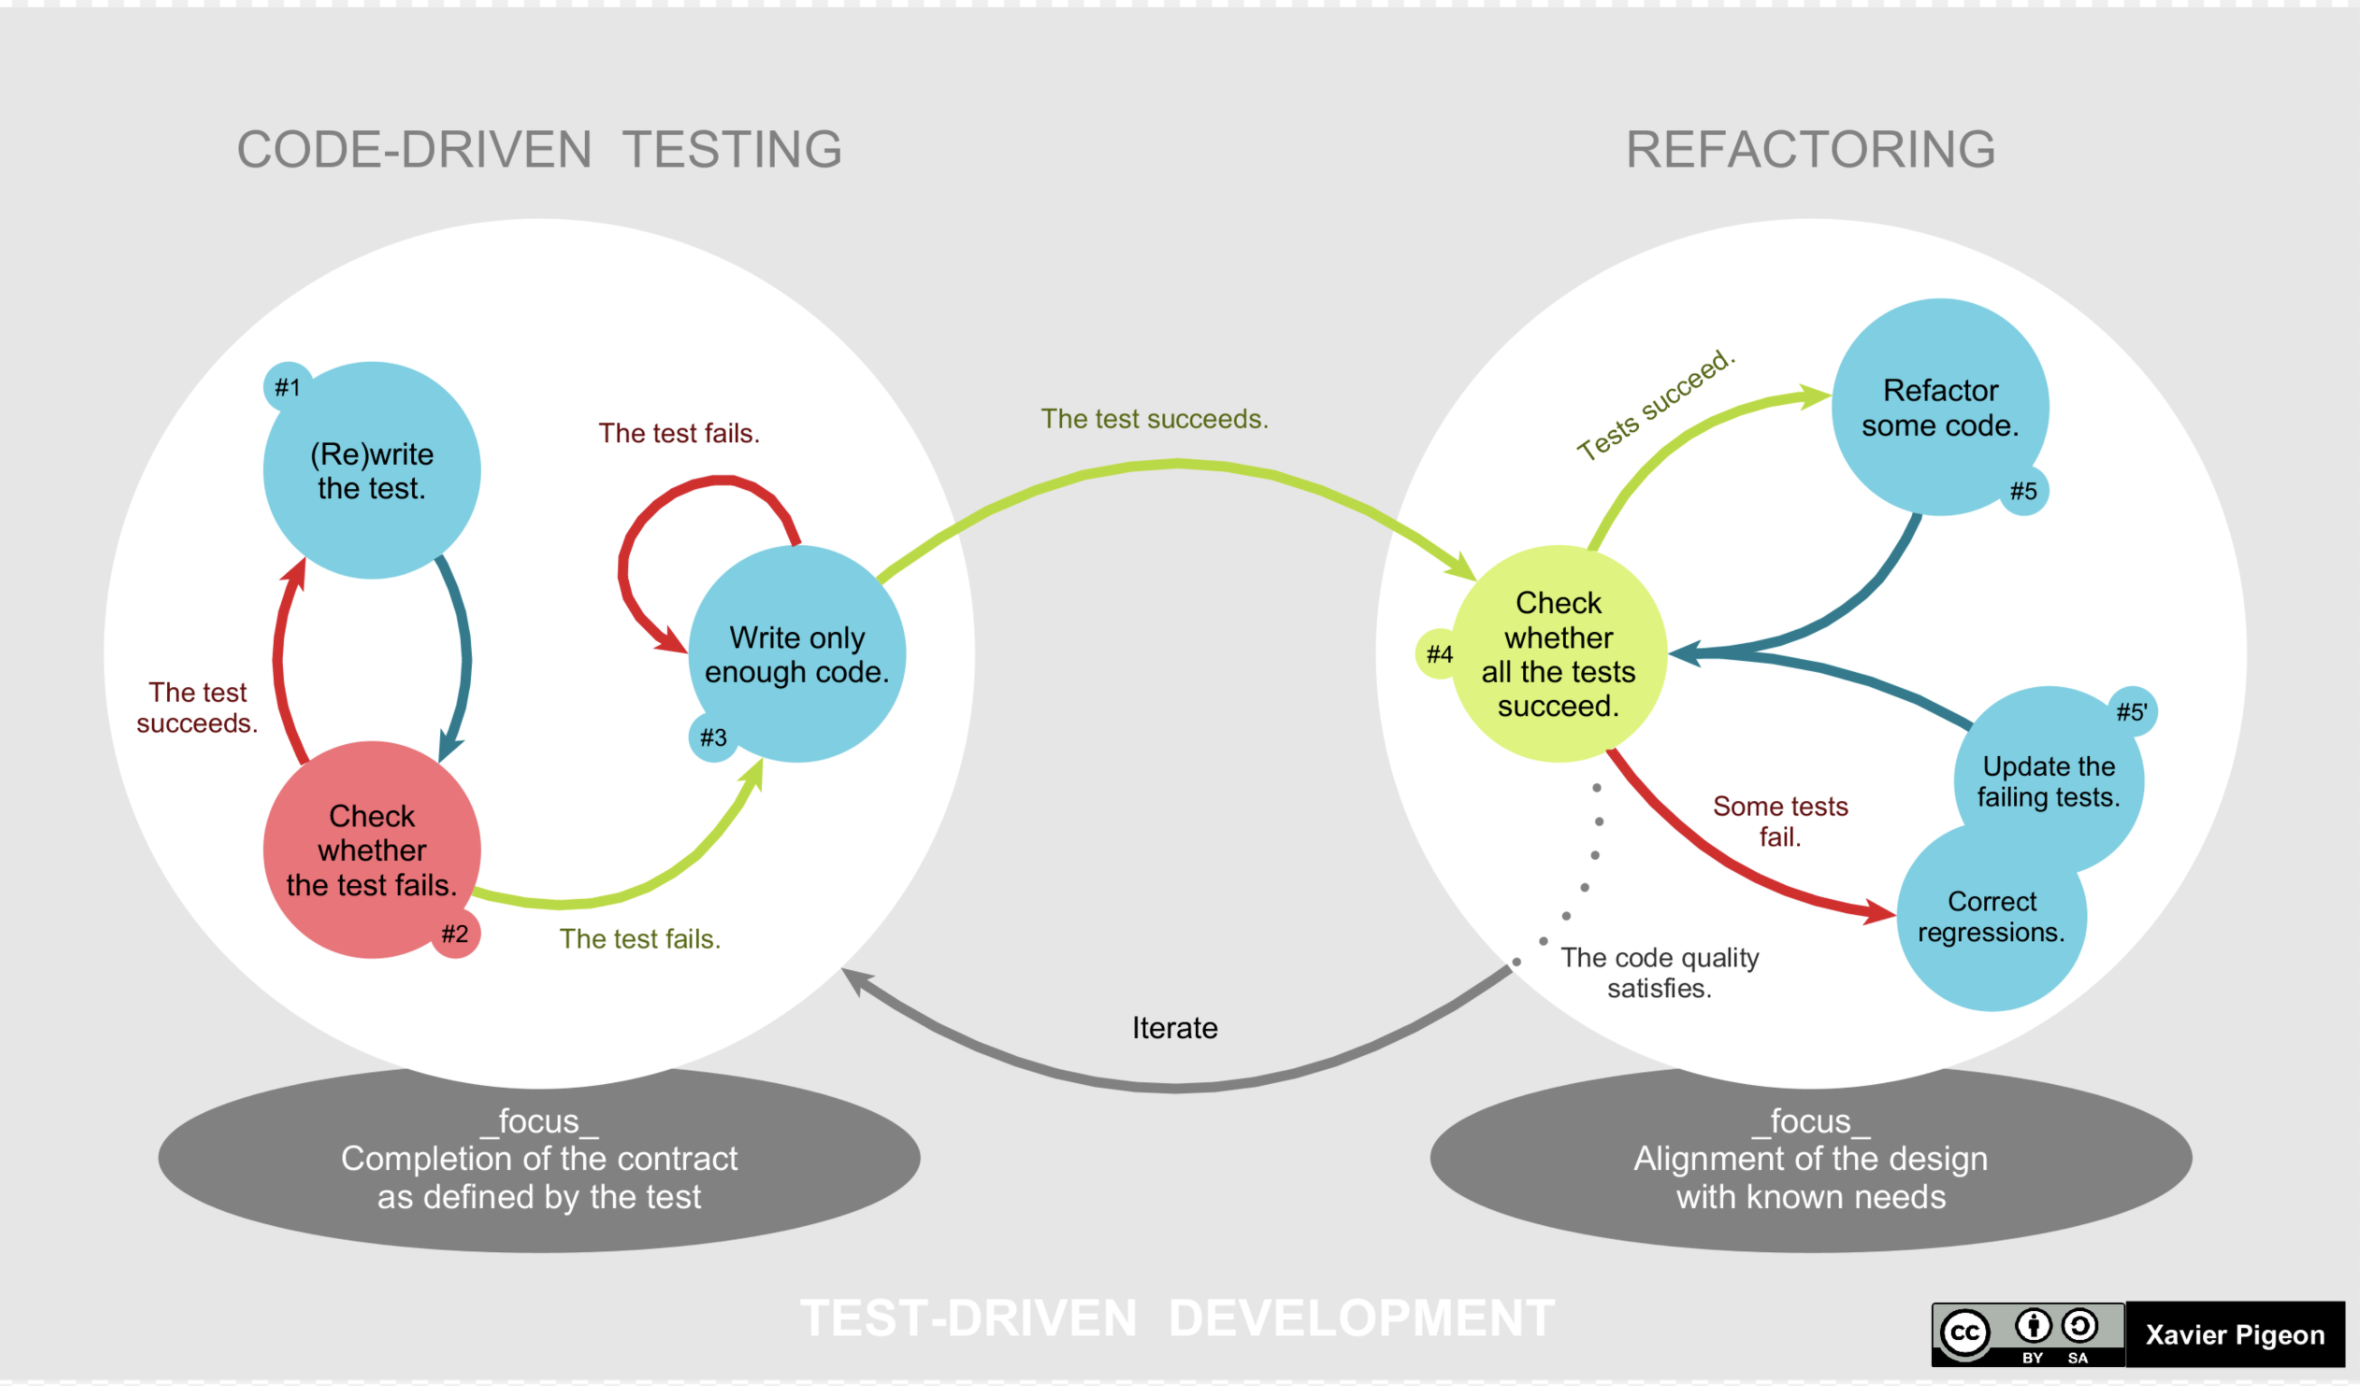 CODE-DRIVEN TESTING
REFACTORING
#1
(Re)write
the test.
The test
succeeds.
Check
whether
the test fails.
#2
The test fails.
The test fails.
Write only
enough code.
#3
The test succeeds.
Tests succeed.
Refactor
some code.
#5
Check
whether
all the tests
succeed.
#4
Some tests
fail.
#5'
Update the
failing tests.
Correct
regressions.
The code quality
satisfies.
Iterate
_focus_
Completion of the contract
as defined by the test
_focus_
Alignment of the design
with known needs
TEST-DRIVEN DEVELOPMENT
cc
BY SA
Xavier Pigeon